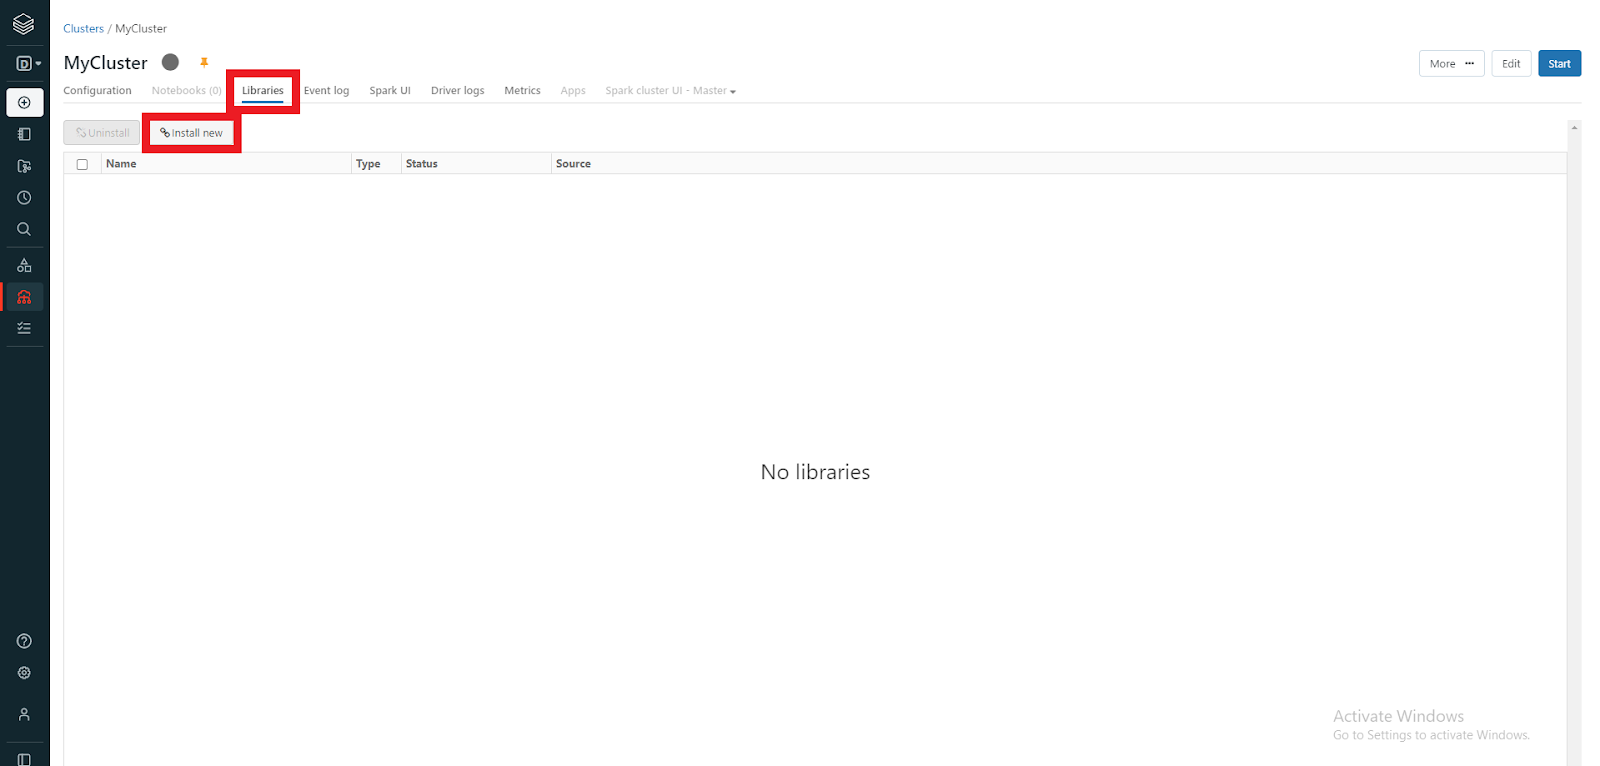 Clusters / MyCluster
MyCluster
More ··· Edit Start
Configuration Notebooks (0) Libraries Event log Spark UI Driver logs Metrics Apps Spark cluster UI - Master
Uninstall Install new
Name Type Status Source
No libraries
Activate Windows
Go to Settings to activate Windows.
D